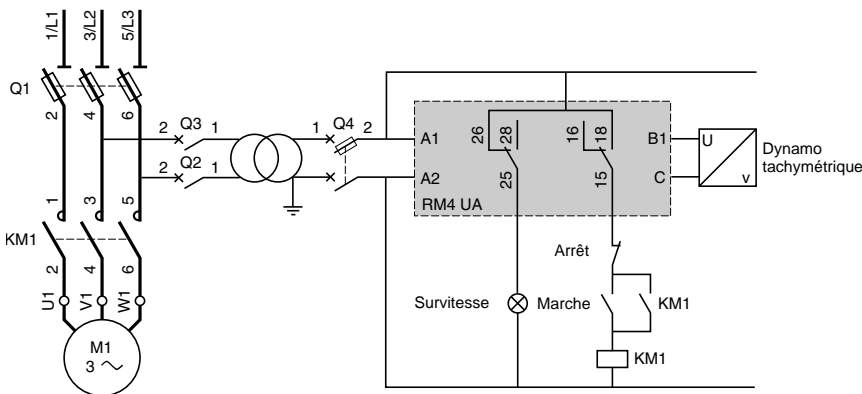 1/L1 3/L2 5/L3
Q1
2 4 6
2 Q3 1
2 Q2 1
1 Q4 2
A1
A2
26 28 25
16 18 15
B1
C
RM4 UA
U
v
Dynamo
tachymétrique
1 3 5
KM1
2 4 6
U1 V1 W1
M1
3
Arrêt
Survitesse
Marche
KM1
KM1